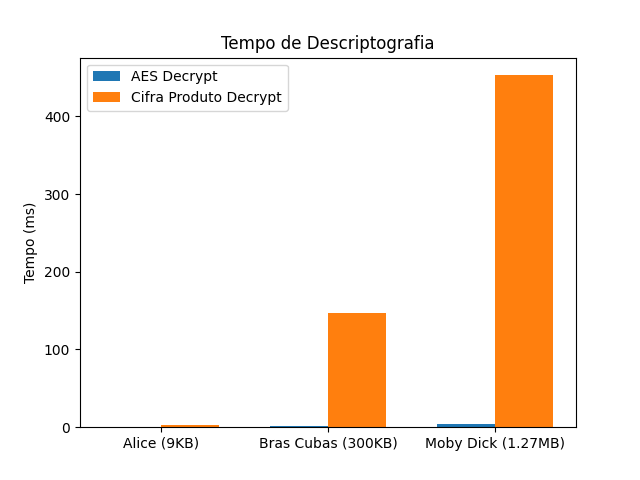 Tempo de Descriptografia
AES Decrypt
Cifra Produto Decrypt
Tempo (ms)
400
300
200
100
0
Alice (9KB)
Bras Cubas (300KB)
Moby Dick (1.27MB)